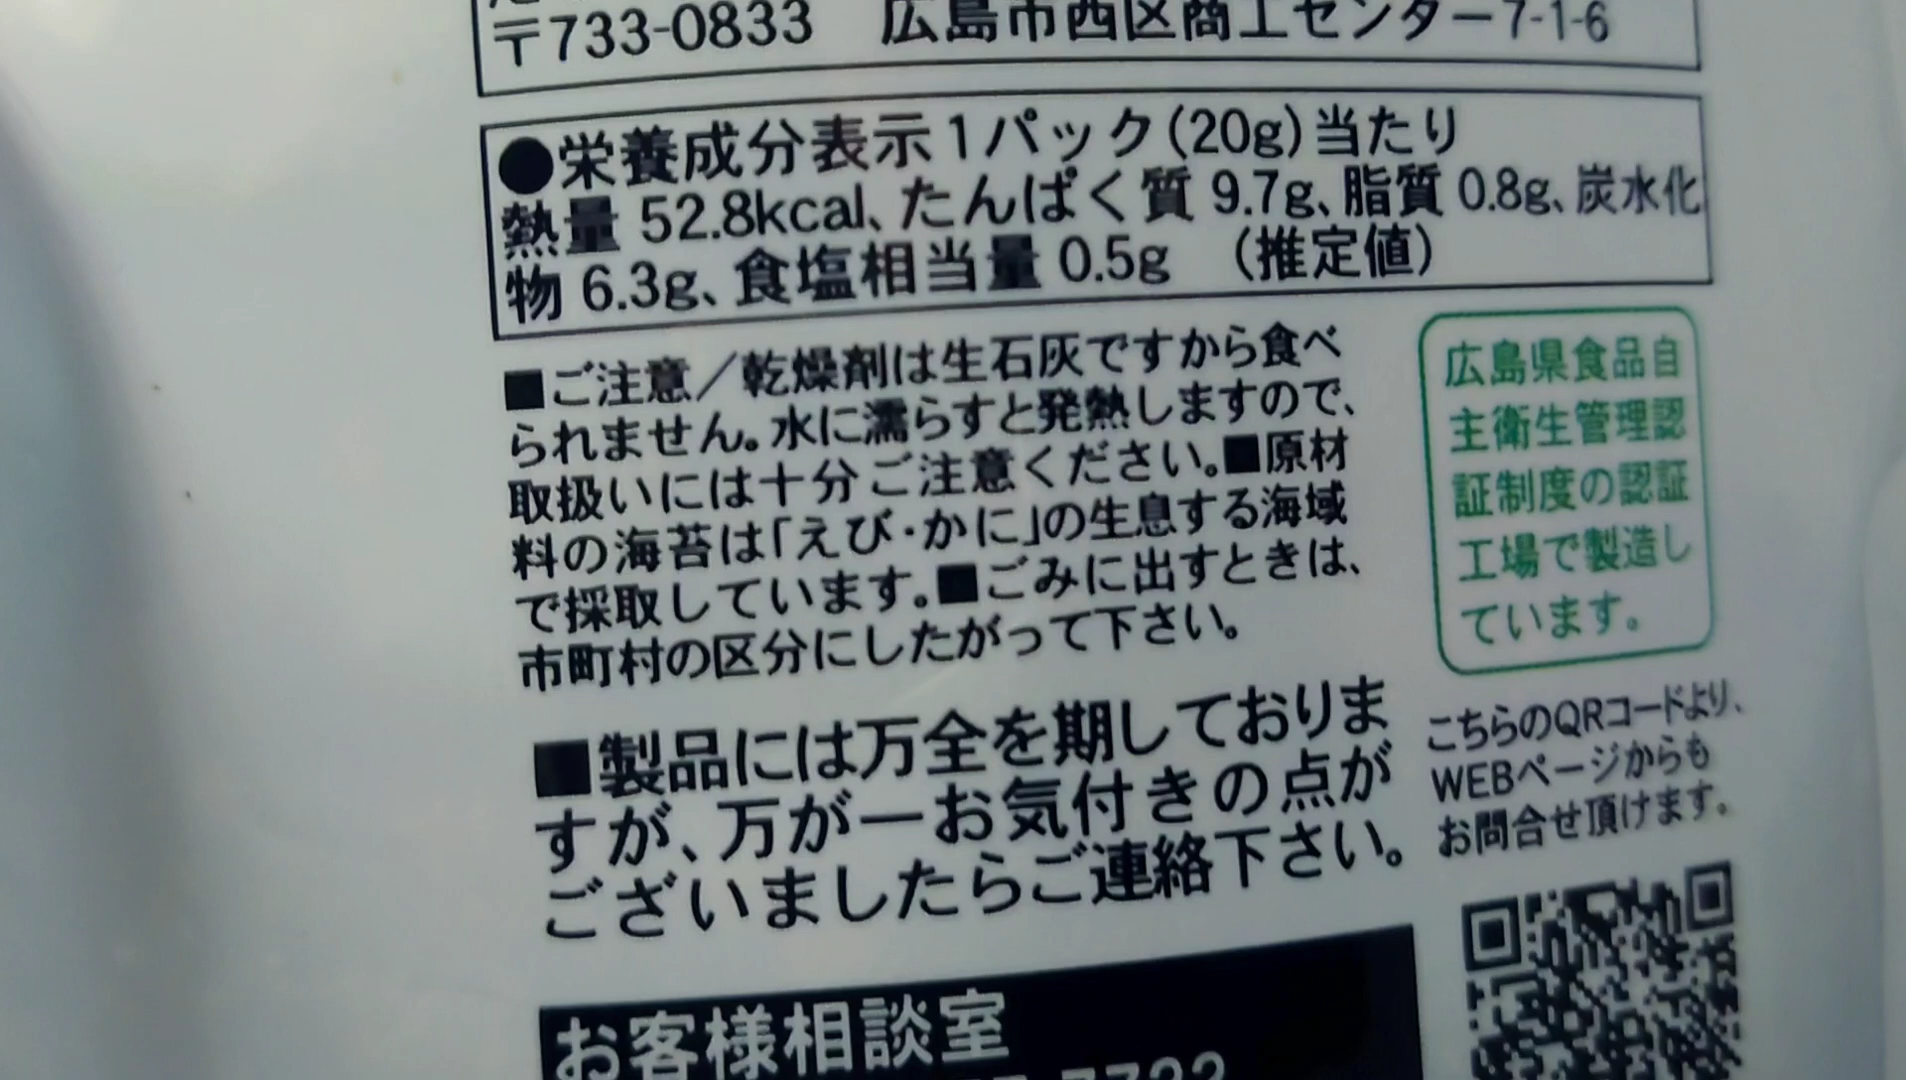 〒733-0833 広島市西区商工センター7-1-6
●栄養成分表示1パック(20g)当たり
熱量 52.8kcal、たんぱく質 9.7g、脂質 0.8g、炭水化
物 6.3g、食塩相当量 0.5g (推定値)
■ご注意／乾燥剤は生石灰ですから食べ
られません。水に濡らすと発熱しますので、
取扱いには十分ご注意ください。■原材
料の海苔は「えび・かに」の生息する海域
で採取しています。■ごみに出すときは、
市町村の区分にしたがって下さい。
広島県食品自
主衛生管理認
証制度の認証
工場で製造し
ています。
■製品には万全を期しておりま
すが、万が一お気付きの点が
ございましたらご連絡下さい。
こちらのQRコードより、
WEBページからも
お問合せ頂けます。
お客様相談室